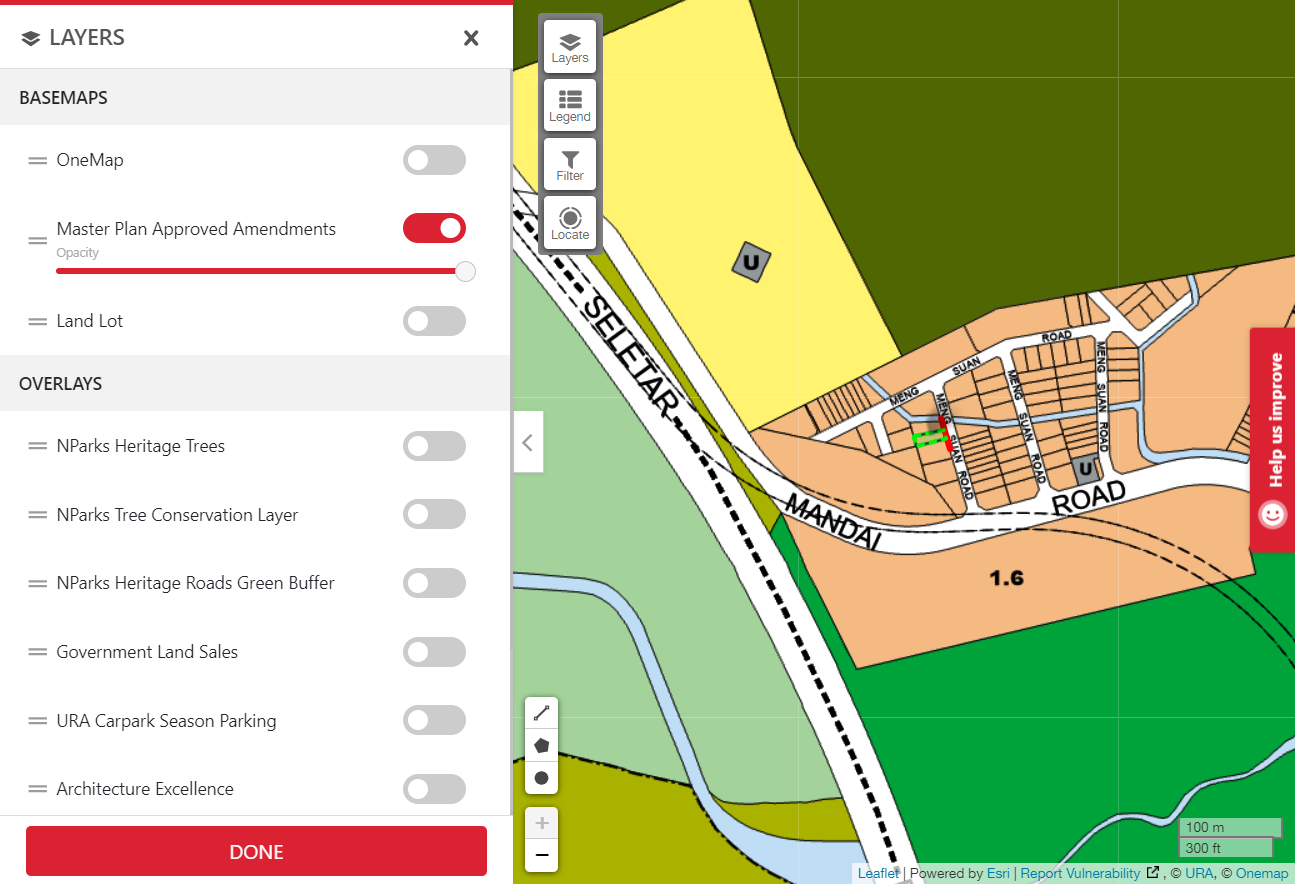 LAYERS
BASEMAPS
OneMap
Master Plan Approved Amendments
Opacity
Land Lot
OVERLAYS
NParks Heritage Trees
NParks Tree Conservation Layer
NParks Heritage Roads Green Buffer
Government Land Sales
URA Carpark Season Parking
Architecture Excellence
DONE
Layers
Legend
Filter
Locate
U
SELETAR
MENG SUAN ROAD
MENG SUAN ROAD
MENG SUAN ROAD
MENG SUAN ROAD
U
MANDAI ROAD
1.6
Help us improve
100 m
300 ft
Leaflet | Powered by Esri | Report Vulnerability , © URA, © Onemap